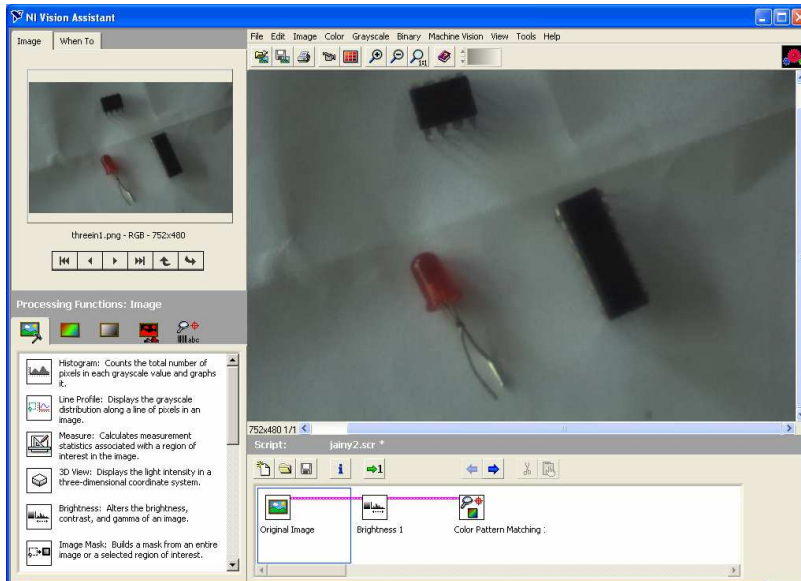 NI Vision Assistant
Image
When To
File Edit Image Color Grayscale Binary Machine Vision View Tools Help
1:1
threein1.png - RGB - 752x480
Processing Functions: Image
abc
Histogram: Counts the total number of
pixels in each grayscale value and graphs
it.
Line Profile: Displays the grayscale
distribution along a line of pixels in an
image.
Measure: Calculates measurement
statistics associated with a region of
interest in the image.
3D View: Displays the light intensity in a
three-dimensional coordinate system.
Brightness: Alters the brightness,
contrast, and gamma of an image.
Image Mask: Builds a mask from an entire
image or a selected region of interest.
752x480 1/1
Script: jainy2.scr *
i
1
Original Image
Brightness 1
Color Pattern Matching :